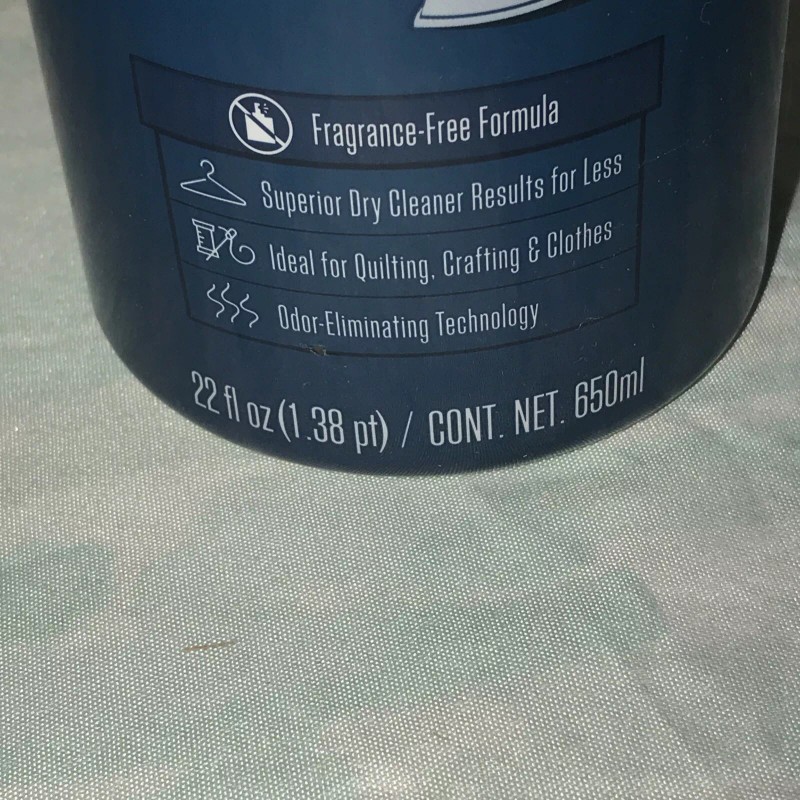 Fragrance-Free Formula
Superior Dry Cleaner Results for Less
Ideal for Quilting, Crafting & Clothes
Odor-Eliminating Technology
22 fl oz (1.38 pt) / CONT. NET. 650ml